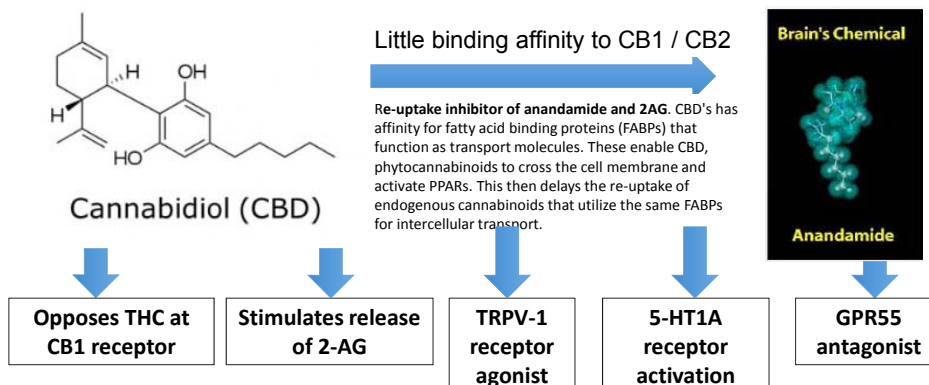 H
OH
H
HO
Cannabidiol (CBD)
Little binding affinity to CB1 / CB2
Re-uptake inhibitor of anandamide and 2AG. CBD's has
affinity for fatty acid binding proteins (FABPs) that
function as transport molecules. These enable CBD,
phytocannabinoids to cross the cell membrane and
activate PPARs. This then delays the re-uptake of
endogenous cannabinoids that utilize the same FABPs
for intercellular transport.
Brain's Chemical
Anandamide
Opposes THC at
CB1 receptor
Stimulates release
of 2-AG
TRPV-1
receptor
agonist
5-HT1A
receptor
activation
GPR55
antagonist